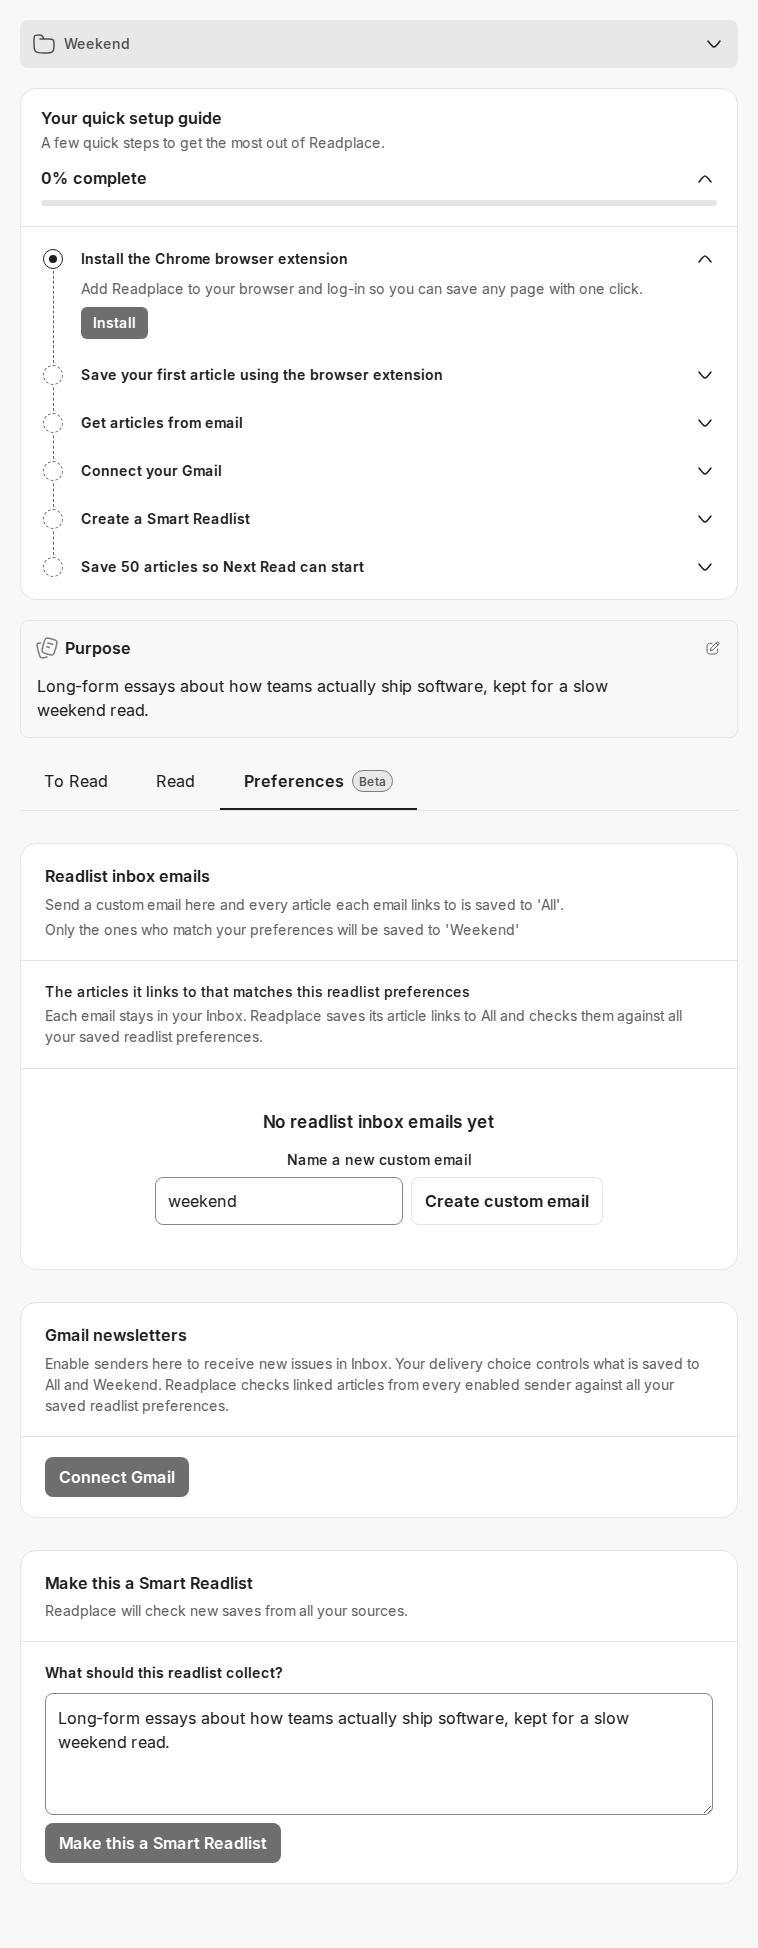 Weekend
Your quick setup guide
A few quick steps to get the most out of Readplace.
0% complete
Install the Chrome browser extension
Add Readplace to your browser and log-in so you can save any page with one click.
Install
Save your first article using the browser extension
Get articles from email
Connect your Gmail
Create a Smart Readlist
Save 50 articles so Next Read can start
Purpose
Long-form essays about how teams actually ship software, kept for a slow
weekend read.
To Read Read Preferences Beta
Readlist inbox emails
Send a custom email here and every article each email links to is saved to 'All'.
Only the ones who match your preferences will be saved to 'Weekend'
The articles it links to that matches this readlist preferences
Each email stays in your Inbox. Readplace saves its article links to All and checks them against all
your saved readlist preferences.
No readlist inbox emails yet
Name a new custom email
weekend Create custom email
Gmail newsletters
Enable senders here to receive new issues in Inbox. Your delivery choice controls what is saved to
All and Weekend. Readplace checks linked articles from every enabled sender against all your
saved readlist preferences.
Connect Gmail
Make this a Smart Readlist
Readplace will check new saves from all your sources.
What should this readlist collect?
Long-form essays about how teams actually ship software, kept for a slow
weekend read.
Make this a Smart Readlist